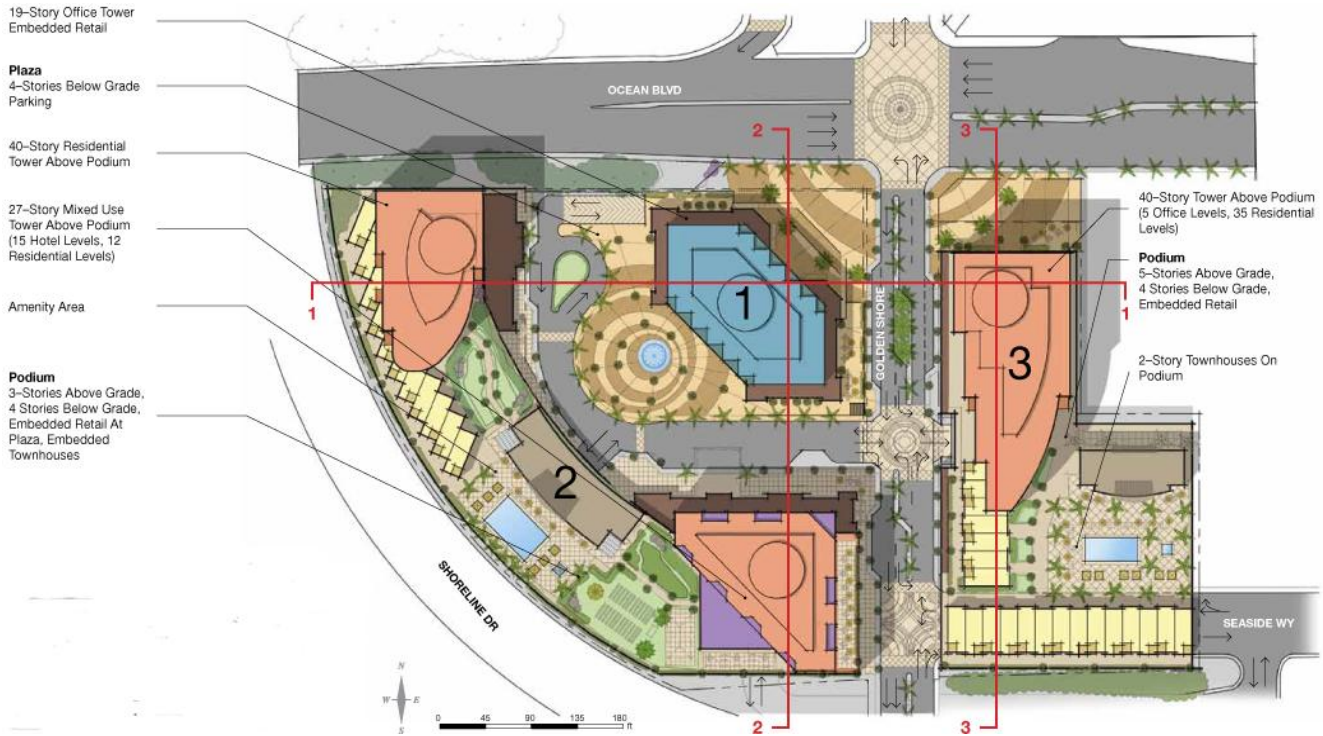 19–Story Office Tower
Embedded Retail
Plaza
4–Stories Below Grade
Parking
40–Story Residential
Tower Above Podium
27–Story Mixed Use
Tower Above Podium
(15 Hotel Levels, 12
Residential Levels)
Amenity Area
Podium
3–Stories Above Grade,
4 Stories Below Grade,
Embedded Retail At
Plaza, Embedded
Townhouses
OCEAN BLVD
2
3
1
1
GOLDEN SHORE
3
2
SHORELINE DR
40–Story Tower Above Podium
(5 Office Levels, 35 Residential
Levels)
Podium
5–Stories Above Grade,
4 Stories Below Grade,
Embedded Retail
1
2–Story Townhouses On
Podium
SEASIDE WY
N
W E
S
0 45 90 135 180
ft
2
3